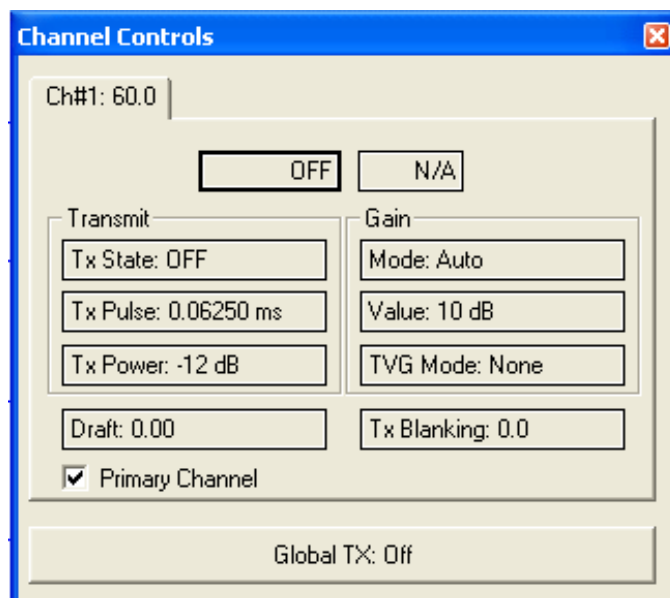 Channel Controls
Ch#1: 60.0
OFF N/A
Transmit Gain
Tx State: OFF Mode: Auto
Tx Pulse: 0.06250 ms Value: 10 dB
Tx Power: -12 dB TVG Mode: None
Draft: 0.00 Tx Blanking: 0.0
Primary Channel
Global TX: Off